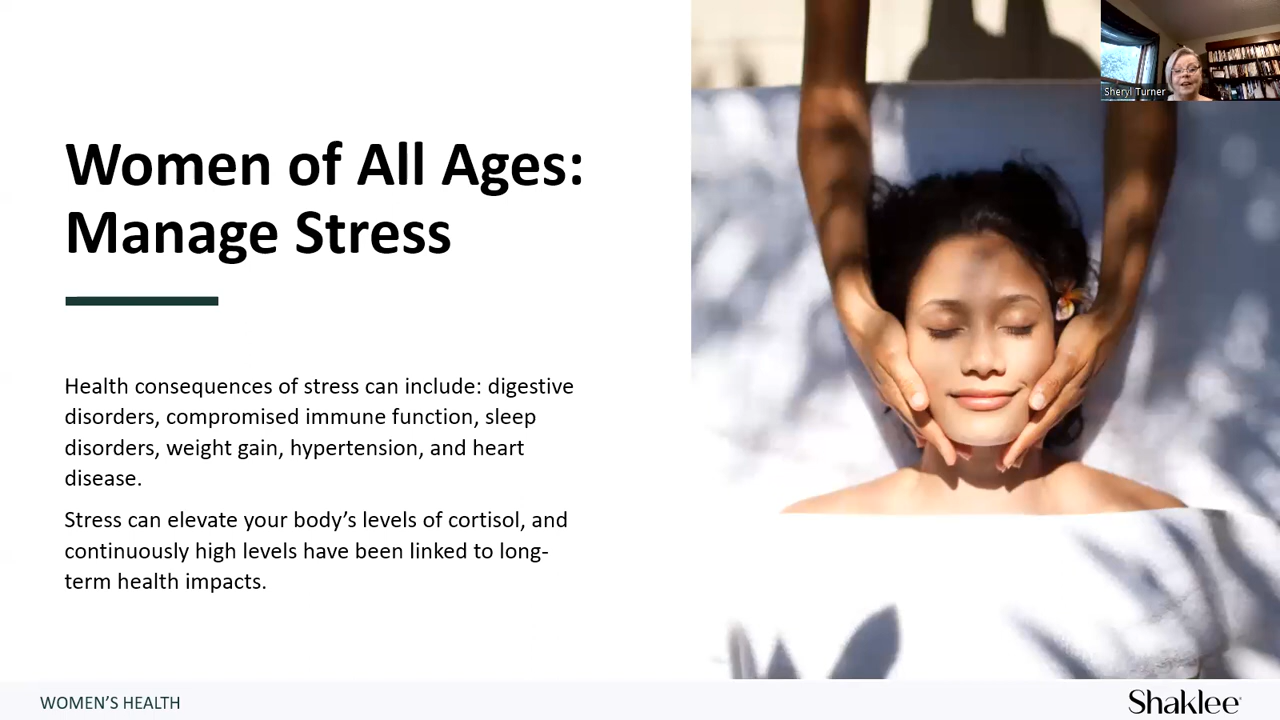 Sheryl Turner
Women of All Ages:
Manage Stress
Health consequences of stress can include: digestive
disorders, compromised immune function, sleep
disorders, weight gain, hypertension, and heart
disease.
Stress can elevate your body’s levels of cortisol, and
continuously high levels have been linked to long-
term health impacts.
WOMEN’S HEALTH
Shaklee